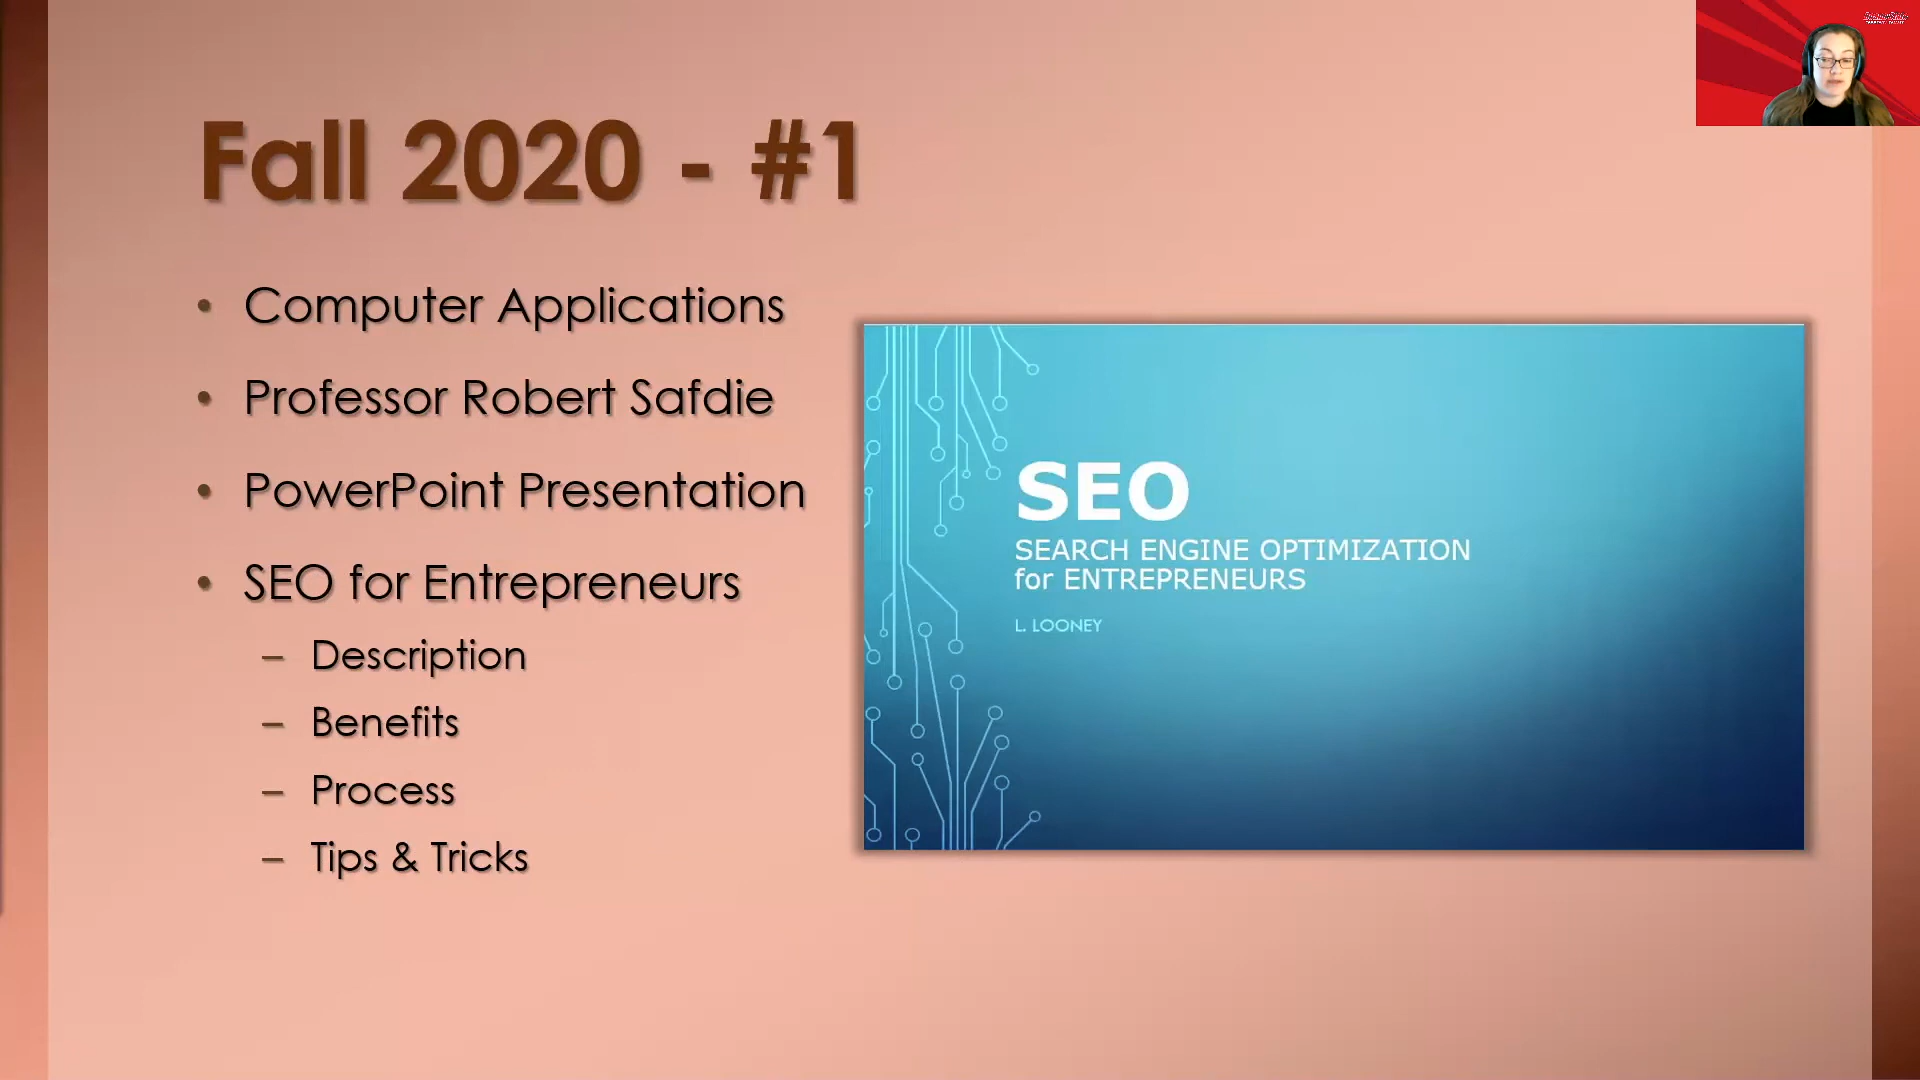 Fall 2020 - #1
• Computer Applications
• Professor Robert Safdie
• PowerPoint Presentation
• SEO for Entrepreneurs
– Description
– Benefits
– Process
– Tips & Tricks
SEO
SEARCH ENGINE OPTIMIZATION
for ENTREPRENEURS
L. LOONEY